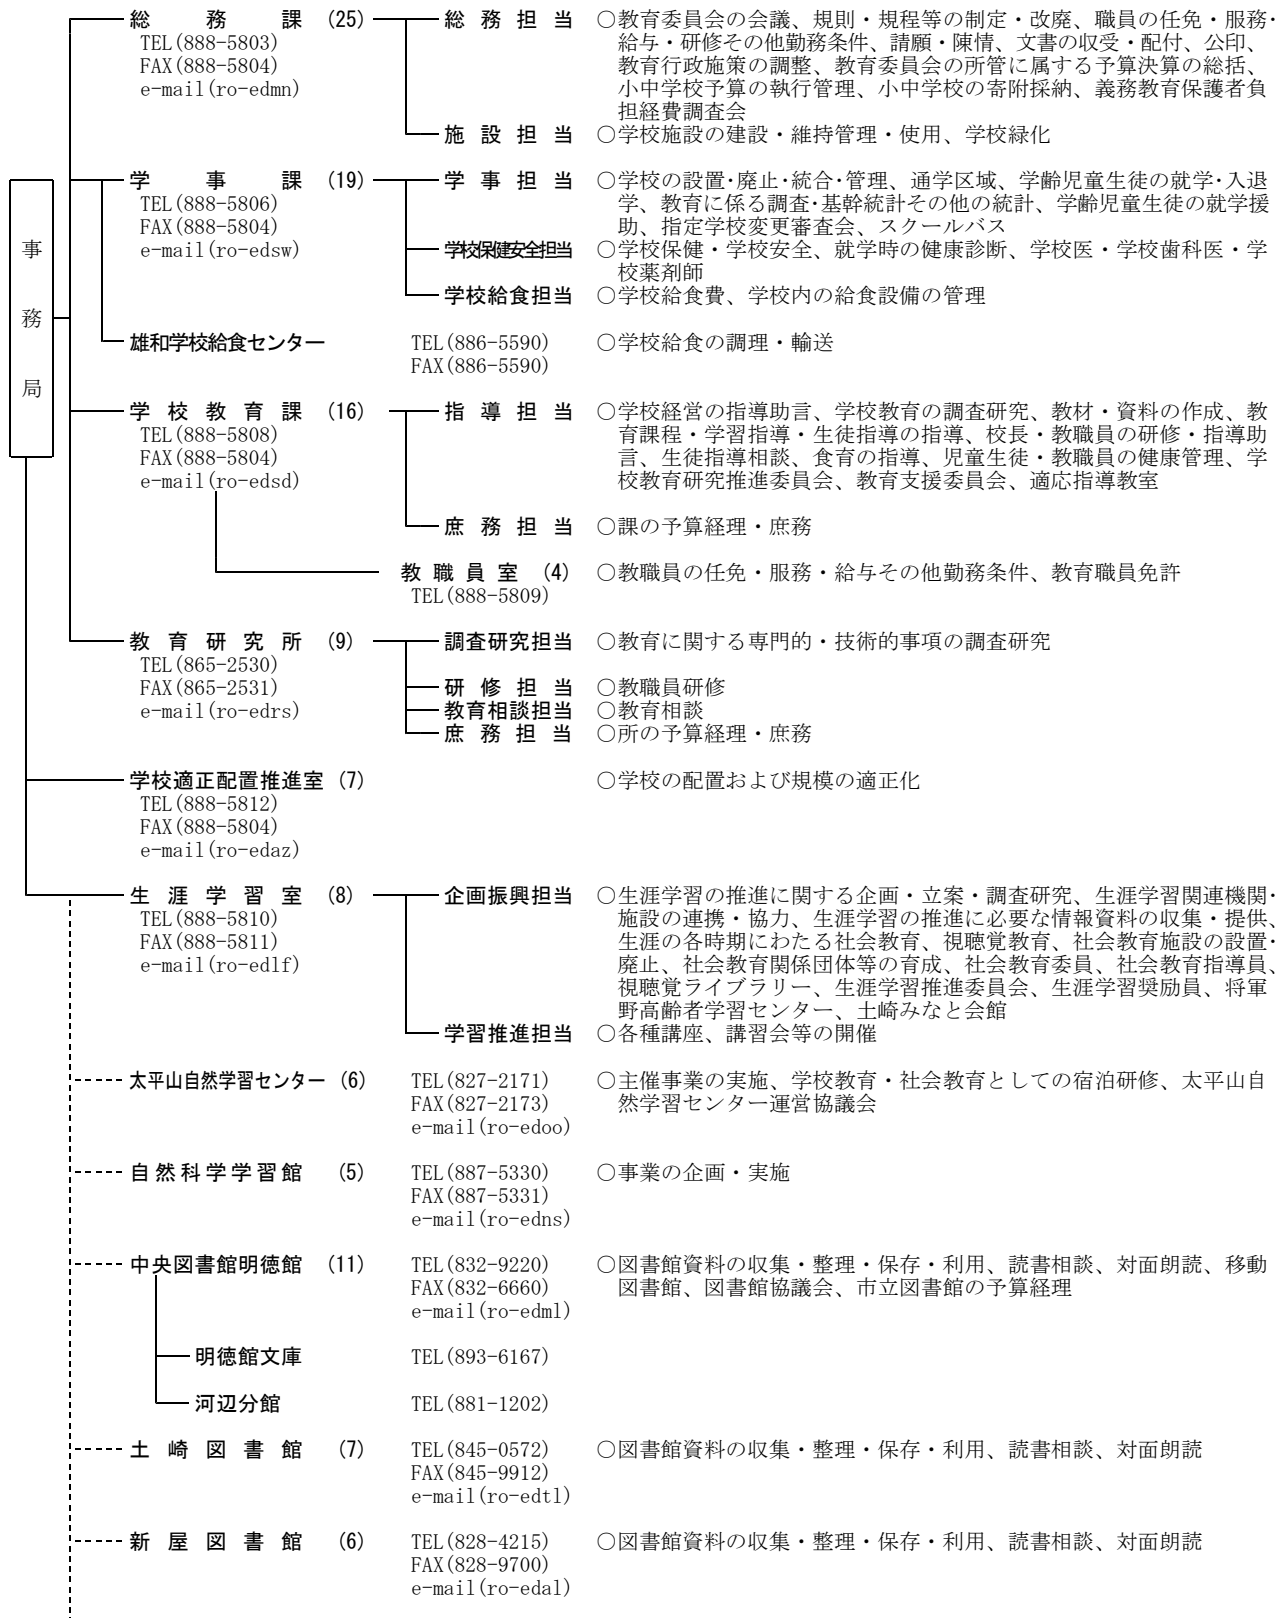 事務局
総務課 (25) 総務担当 ○教育委員会の会議、規則・規程等の制定・改廃、職員の任免・服務・
TEL(888-5803) 給与・研修その他勤務条件、請願・陳情、文書の収受・配付、公印、
FAX(888-5804) 教育行政施策の調整、教育委員会の所管に属する予算決算の総括、
e-mail(ro-edmn) 小中学校予算の執行管理、小中学校の寄附採納、義務教育保護者負
担経費調査会
施設担当 ○学校施設の建設・維持管理・使用、学校緑化
学事課 (19) 学事担当 ○学校の設置・廃止・統合・管理、通学区域、学齢児童生徒の就学・入退
TEL(888-5806) 学、教育に係る調査・基幹統計その他の統計、学齢児童生徒の就学援
FAX(888-5804) 助、指定学校変更審査会、スクールバス
e-mail(ro-edsw) 学校保健安全担当 ○学校保健・学校安全、就学時の健康診断、学校医・学校歯科医・学
校薬剤師
学校給食担当 ○学校給食費、学校内の給食設備の管理
雄和学校給食センター TEL(886-5590) ○学校給食の調理・輸送
FAX(886-5590)
学校教育課 (16) 指導担当 ○学校経営の指導助言、学校教育の調査研究、教材・資料の作成、教
TEL(888-5808) 育課程・学習指導・生徒指導の指導、校長・教職員の研修・指導助
FAX(888-5804) 言、生徒指導相談、食育の指導、児童生徒・教職員の健康管理、学
e-mail(ro-edsd) 校教育研究推進委員会、教育支援委員会、適応指導教室
庶務担当 ○課の予算経理・庶務
教職員室 (4) ○教職員の任免・服務・給与その他勤務条件、教育職員免許
TEL(888-5809)
教育研究所 (9) 調査研究担当 ○教育に関する専門的・技術的事項の調査研究
TEL(865-2530)
FAX(865-2531) 研修担当 ○教職員研修
e-mail(ro-edrs) 教育相談担当 ○教育相談
庶務担当 ○所の予算経理・庶務
学校適正配置推進室 (7) ○学校の配置および規模の適正化
TEL(888-5812)
FAX(888-5804)
e-mail(ro-edaz)
生涯学習室 (8) 企画振興担当 ○生涯学習の推進に関する企画・立案・調査研究、生涯学習関連機関・
TEL(888-5810) 施設の連携・協力、生涯学習の推進に必要な情報資料の収集・提供、
FAX(888-5811) 生涯の各時期にわたる社会教育、視聴覚教育、社会教育施設の設置・
e-mail(ro-edlf) 廃止、社会教育関係団体等の育成、社会教育委員、社会教育指導員、
視聴覚ライブラリー、生涯学習推進委員会、生涯学習奨励員、将軍
野高齢者学習センター、土崎みなと会館
学習推進担当 ○各種講座、講習会等の開催
太平山自然学習センター (6) TEL(827-2171) ○主催事業の実施、学校教育・社会教育としての宿泊研修、太平山自
FAX(827-2173) 然学習センター運営協議会
e-mail(ro-edoo)
自然科学学習館 (5) TEL(887-5330) ○事業の企画・実施
FAX(887-5331)
e-mail(ro-edns)
中央図書館明徳館 (11) TEL(832-9220) ○図書館資料の収集・整理・保存・利用、読書相談、対面朗読、移動
FAX(832-6660) 図書館、図書館協議会、市立図書館の予算経理
e-mail(ro-edml)
明徳館文庫 TEL(893-6167)
河辺分館 TEL(881-1202)
土崎図書館 (7) TEL(845-0572) ○図書館資料の収集・整理・保存・利用、読書相談、対面朗読
FAX(845-9912)
e-mail(ro-edtl)
新屋図書館 (6) TEL(828-4215) ○図書館資料の収集・整理・保存・利用、読書相談、対面朗読
FAX(828-9700)
e-mail(ro-edal)